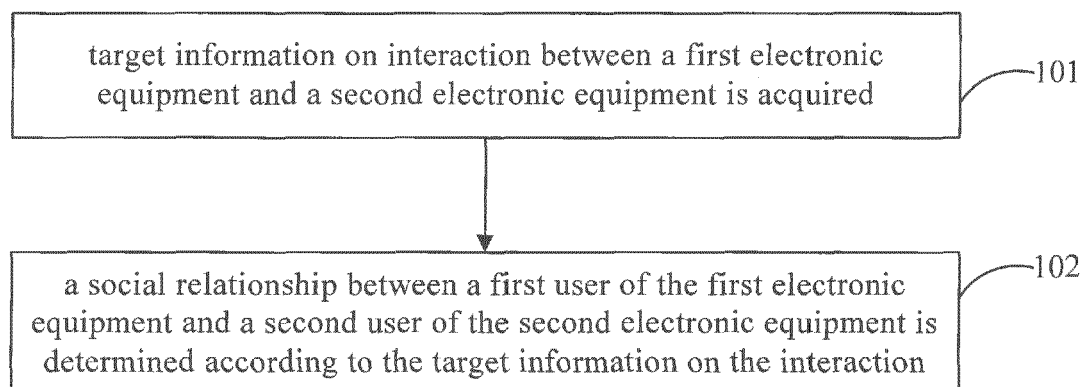 target information on interaction between a first electronic
equipment and a second electronic equipment is acquired
101
a social relationship between a first user of the first electronic
equipment and a second user of the second electronic equipment is
determined according to the target information on the interaction
102